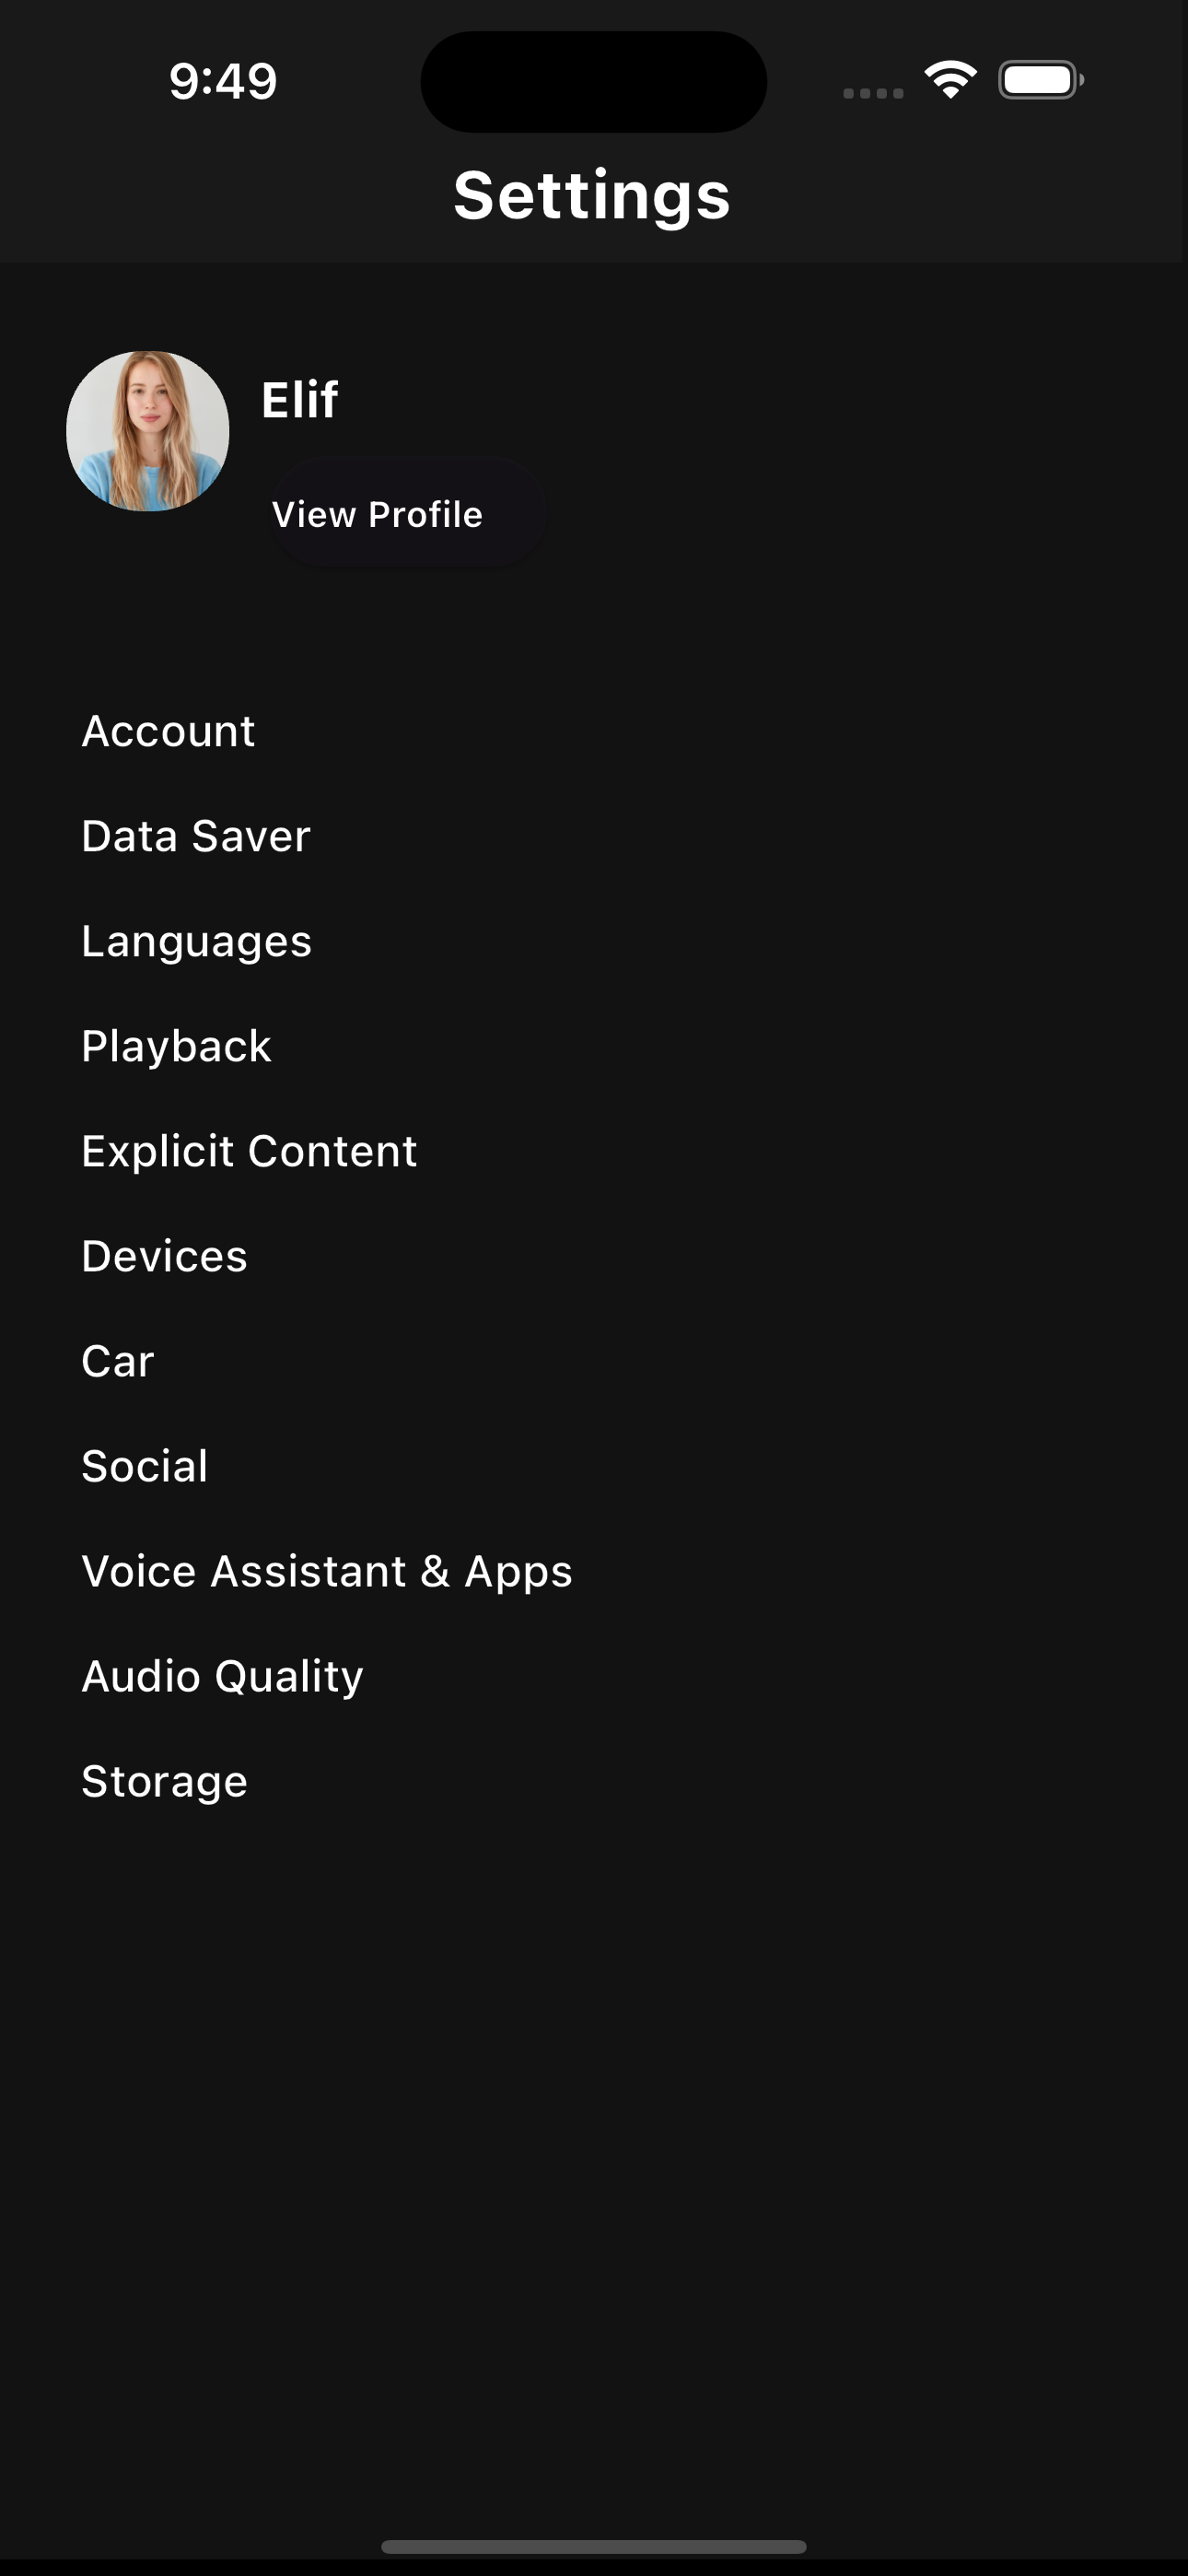 9:49
Settings
Elif
View Profile
Account
Data Saver
Languages
Playback
Explicit Content
Devices
Car
Social
Voice Assistant & Apps
Audio Quality
Storage